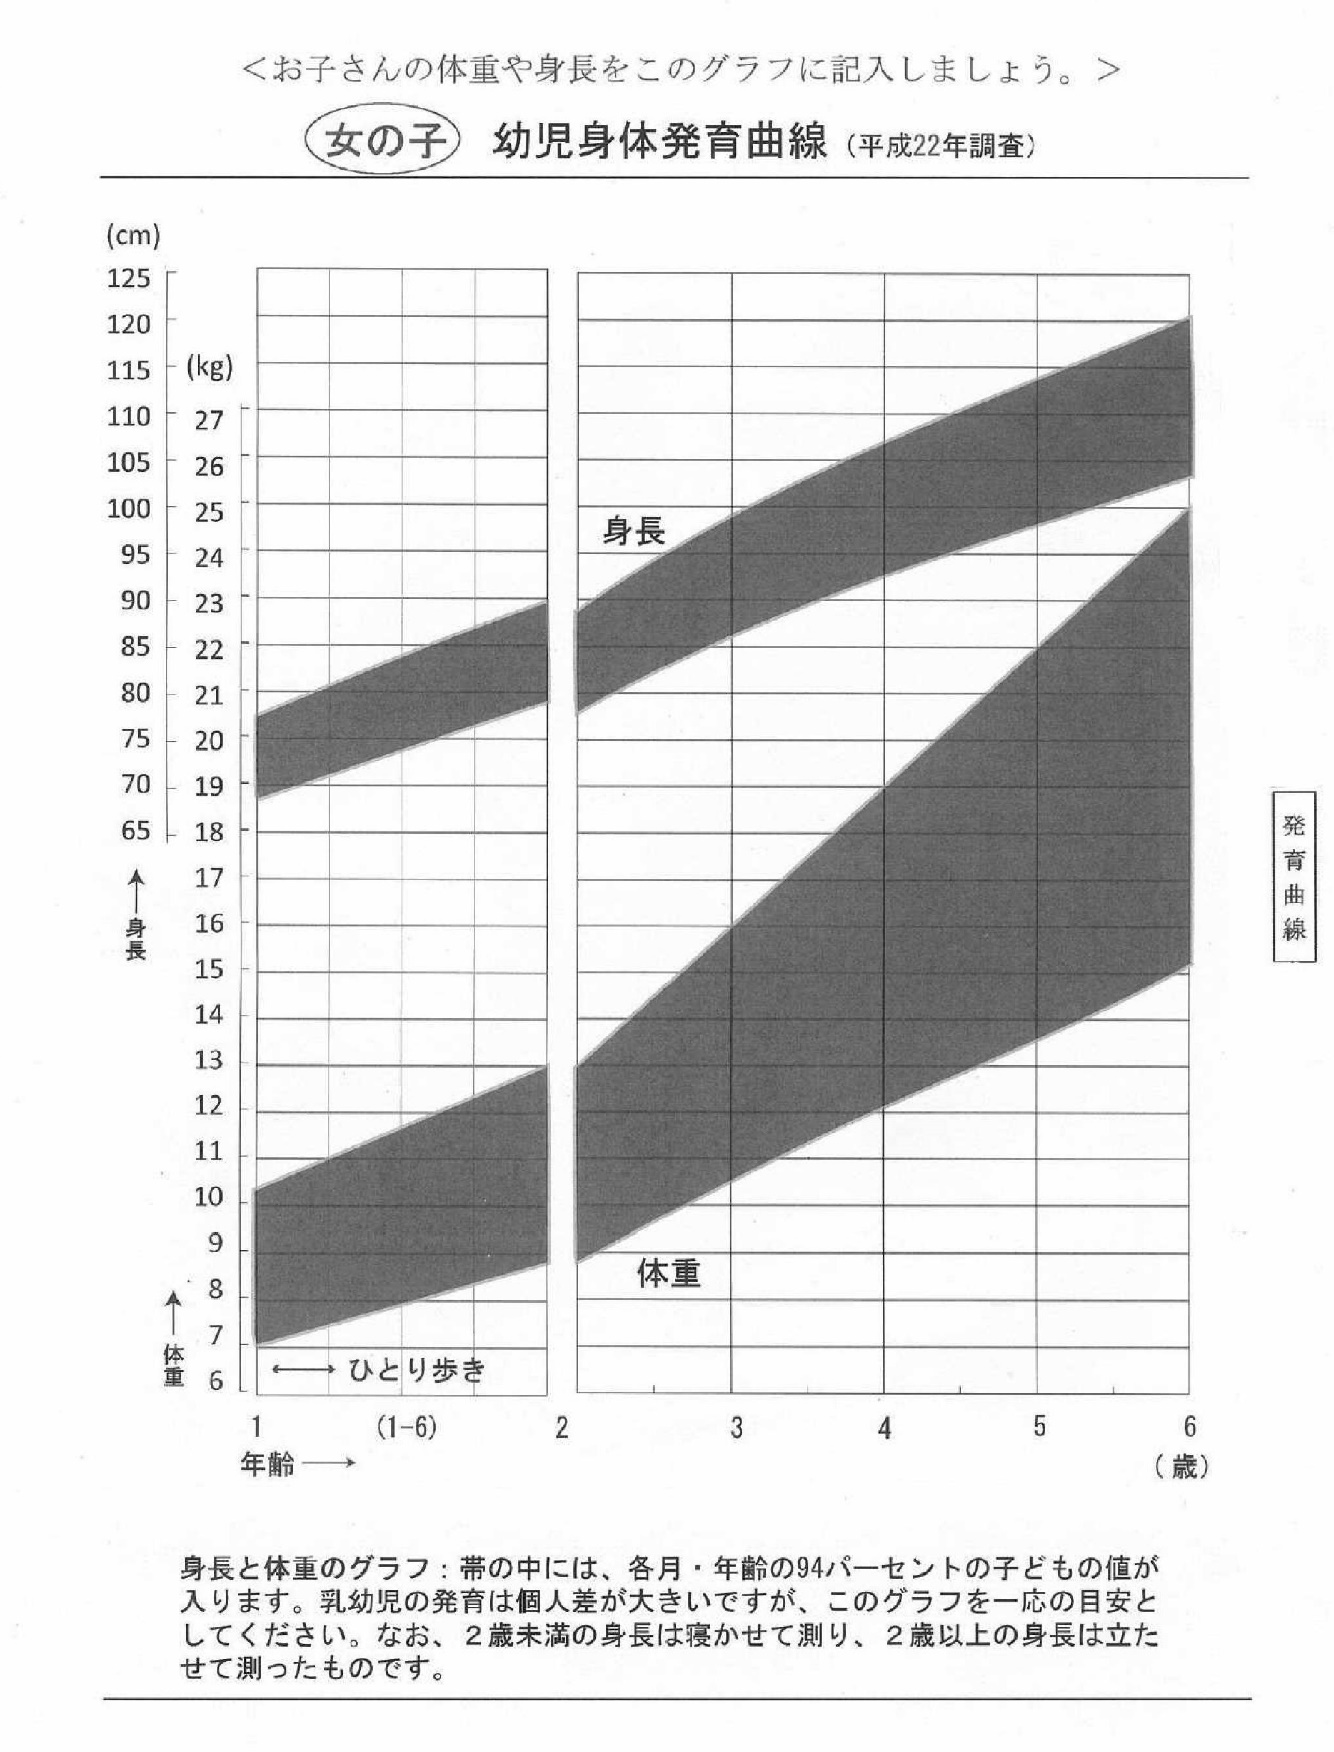 ＜お子さんの体重や身長をこのグラフに記入しましょう。＞
女の子 幼児身体発育曲線（平成22年調査）
(cm)
125
120
115
110
105
100
95
90
85
80
75
70
65
身長
(kg)
27
26
25
24
23
22
21
20
19
18
17
16
15
14
13
12
11
10
9
8
7
6
体重
身長
体重
ひとり歩き
1 (1-6) 2 3 4 5 6
年齢 （歳）
発育曲線
身長と体重のグラフ：帯の中には、各月・年齢の94パーセントの子どもの値が
入ります。乳幼児の発育は個人差が大きいですが、このグラフを一応の目安と
してください。なお、２歳未満の身長は寝かせて測り、２歳以上の身長は立た
せて測ったものです。